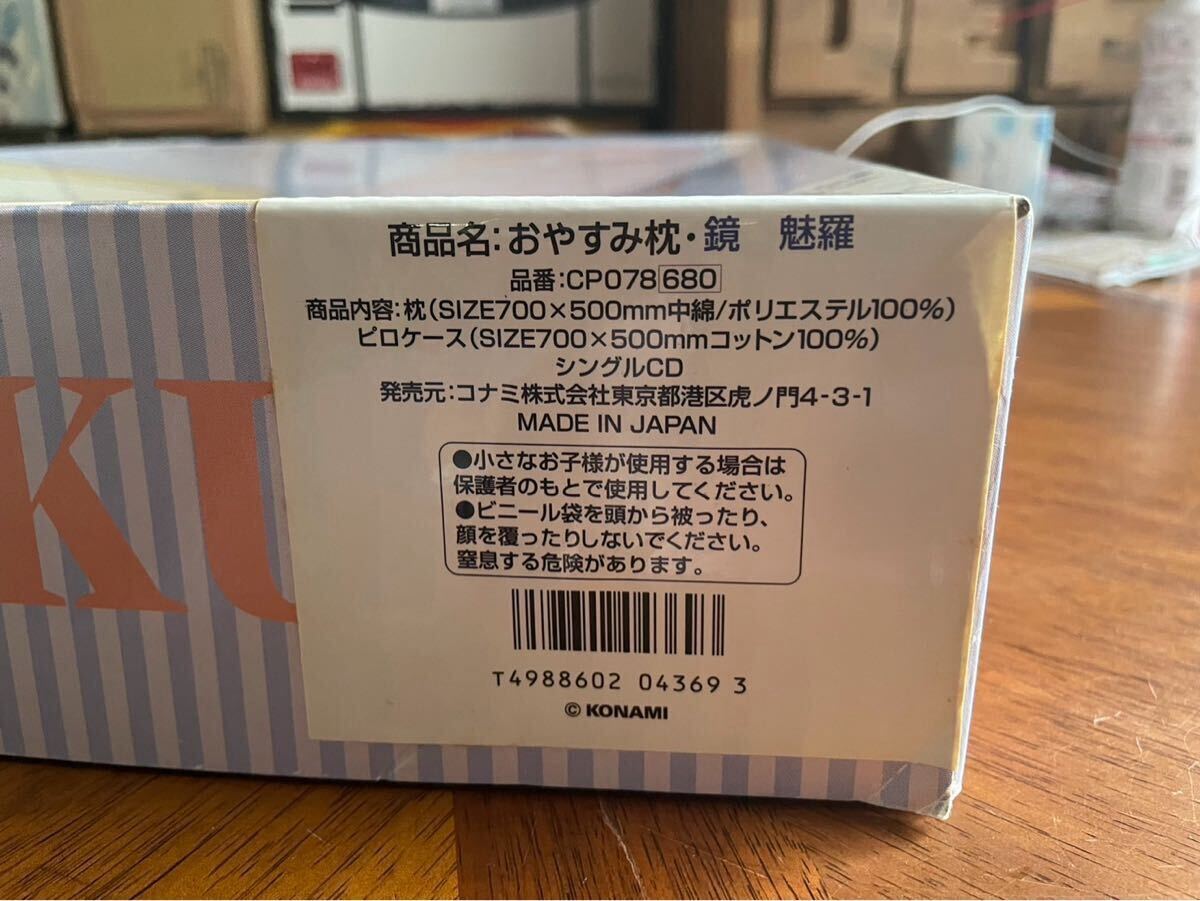 商品名：おやすみ枕・鏡　魅羅
品番：CP078 680
商品内容：枕（SIZE700×500mm中綿/ポリエステル100%）
ピロケース（SIZE700×500mmコットン100%）
シングルCD
発売元：コナミ株式会社東京都港区虎ノ門4-3-1
MADE IN JAPAN
●小さなお子様が使用する場合は
保護者のもとで使用してください。
●ビニール袋を頭から被ったり、
顔を覆ったりしないでください。
窒息する危険があります。
T4988602 04369 3
© KONAMI
KU